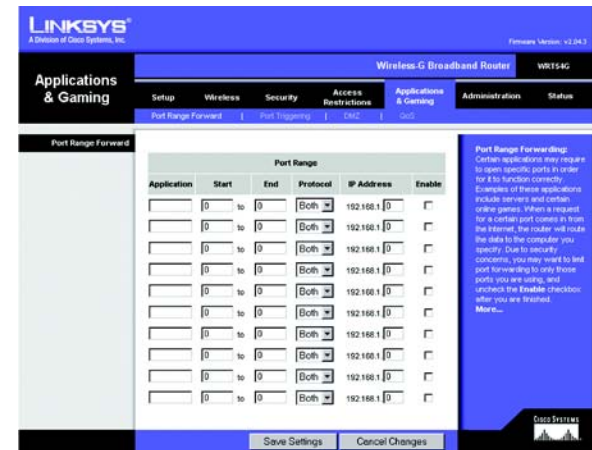 LINKSYS®
A Division of Cisco Systems, Inc.
Firmware Version: v2.04.3
Wireless-G Broadband Router WRT54G
Applications & Gaming
Setup Wireless Security Access Restrictions Applications & Gaming Administration Status
Port Range Forward | Port Triggering | DMZ | QoS
Port Range Forward
Port Range
Application Start End Protocol IP Address Enable
0 to 0 Both 192.168.1. 0
0 to 0 Both 192.168.1. 0
0 to 0 Both 192.168.1. 0
0 to 0 Both 192.168.1. 0
0 to 0 Both 192.168.1. 0
0 to 0 Both 192.168.1. 0
0 to 0 Both 192.168.1. 0
0 to 0 Both 192.168.1. 0
0 to 0 Both 192.168.1. 0
0 to 0 Both 192.168.1. 0
Port Range Forwarding:
Certain applications may require
to open specific ports in order
for it to function correctly.
Examples of these applications
include servers and certain
online games. When a request
for a certain port comes in from
the Internet, the router will route
the data to the computer you
specify. Due to security
concerns, you may want to limit
port forwarding to only those
ports you are using, and
uncheck the Enable checkbox
after you are finished.
More...
Save Settings Cancel Changes
CISCO SYSTEMS